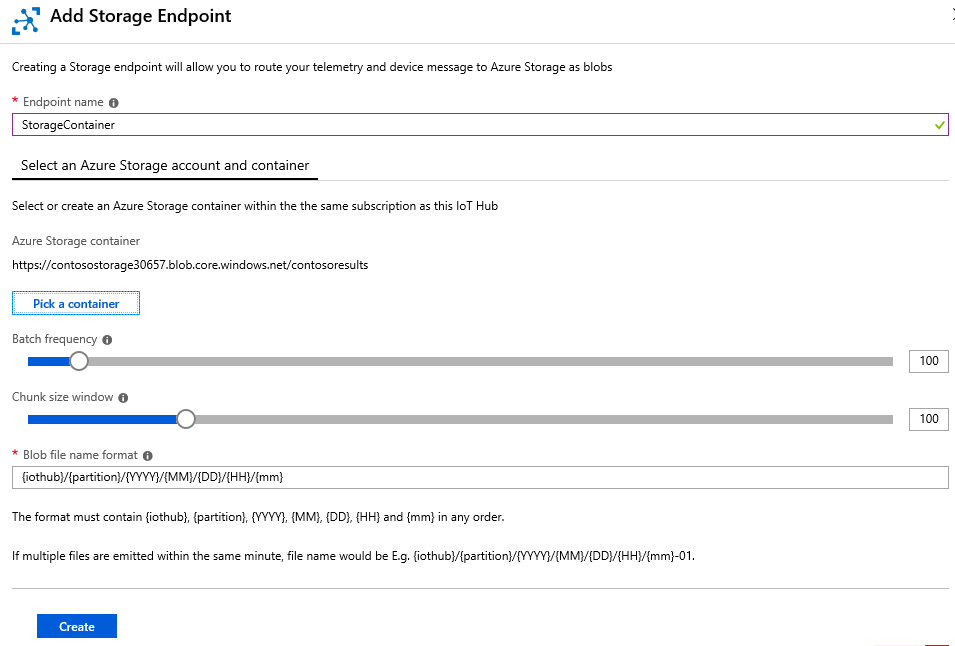 Add Storage Endpoint
Creating a Storage endpoint will allow you to route your telemetry and device message to Azure Storage as blobs
* Endpoint name
StorageContainer
Select an Azure Storage account and container
Select or create an Azure Storage container within the the same subscription as this IoT Hub
Azure Storage container
https://contosostorage30657.blob.core.windows.net/contosoresults
Pick a container
Batch frequency
100
Chunk size window
100
* Blob file name format
{iothub}/{partition}/{YYYY}/{MM}/{DD}/{HH}/{mm}
The format must contain {iothub}, {partition}, {YYYY}, {MM}, {DD}, {HH} and {mm} in any order.
If multiple files are emitted within the same minute, file name would be E.g. {iothub}/{partition}/{YYYY}/{MM}/{DD}/{HH}/{mm}-01.
Create